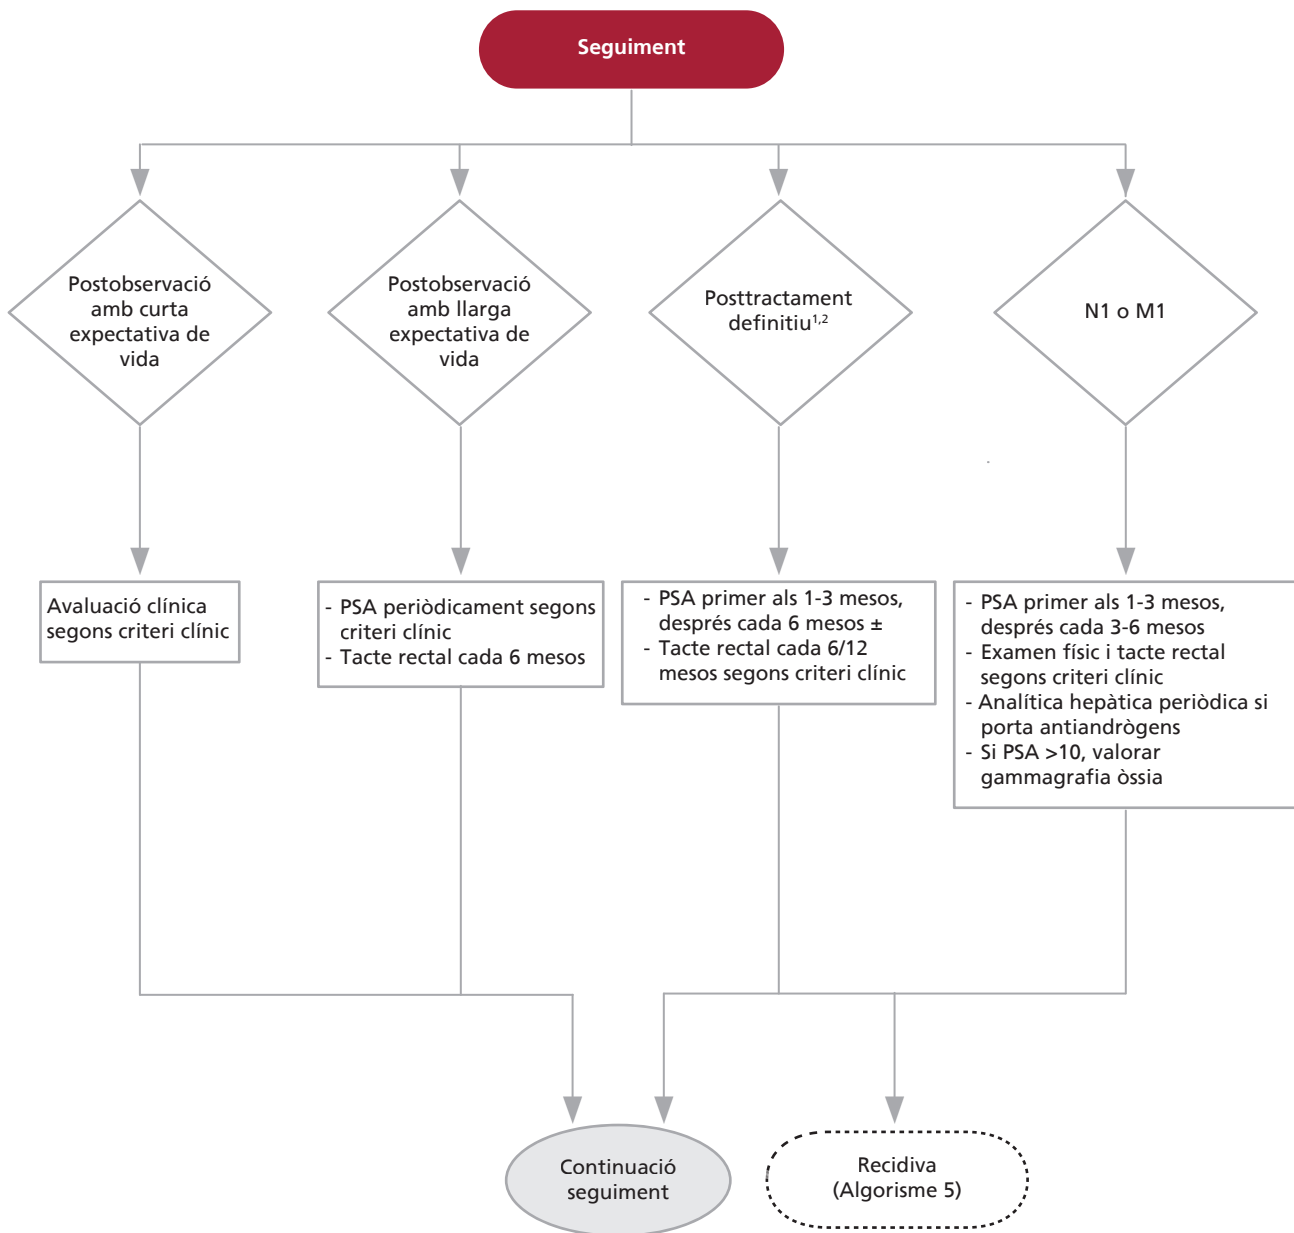 Seguiment
Postobservació
amb curta
expectativa de
vida
Postobservació
amb llarga
expectativa de
vida
Posttractament
definitiu1,2
N1 o M1
Avaluació clínica
segons criteri clínic
- PSA periòdicament segons
criteri clínic
- Tacte rectal cada 6 mesos
- PSA primer als 1-3 mesos,
després cada 6 mesos ±
- Tacte rectal cada 6/12
mesos segons criteri clínic
- PSA primer als 1-3 mesos,
després cada 3-6 mesos
- Examen físic i tacte rectal
segons criteri clínic
- Analítica hepàtica periòdica si
porta antiandrògens
- Si PSA >10, valorar
gammagrafia òssia
Continuació
seguiment
Recidiva
(Algorisme 5)